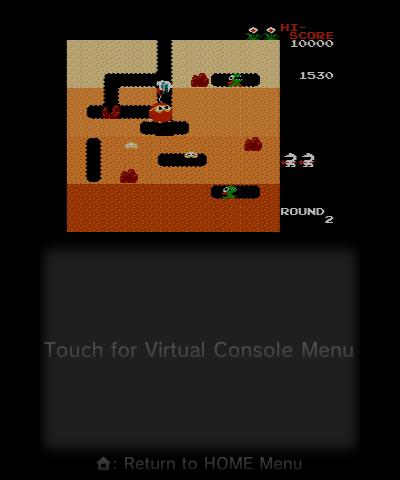 HI-
SCORE
10000
1530
ROUND
2
Touch for Virtual Console Menu
: Return to HOME Menu